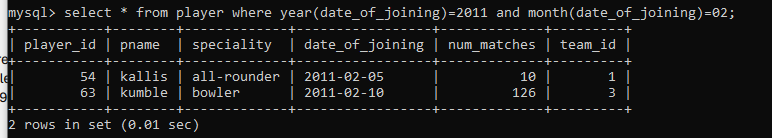 mysql> select * from player where year(date_of_joining)=2011 and month(date_of_joining)=02;
+-----------+--------+-------------+-----------------+-------------+---------+
| player_id | pname  | speciality  | date_of_joining | num_matches | team_id |
+-----------+--------+-------------+-----------------+-------------+---------+
|        54 | kallis | all-rounder | 2011-02-05      |          10 |       1 |
|        63 | kumble | bowler      | 2011-02-10      |         126 |       3 |
+-----------+--------+-------------+-----------------+-------------+---------+
2 rows in set (0.01 sec)